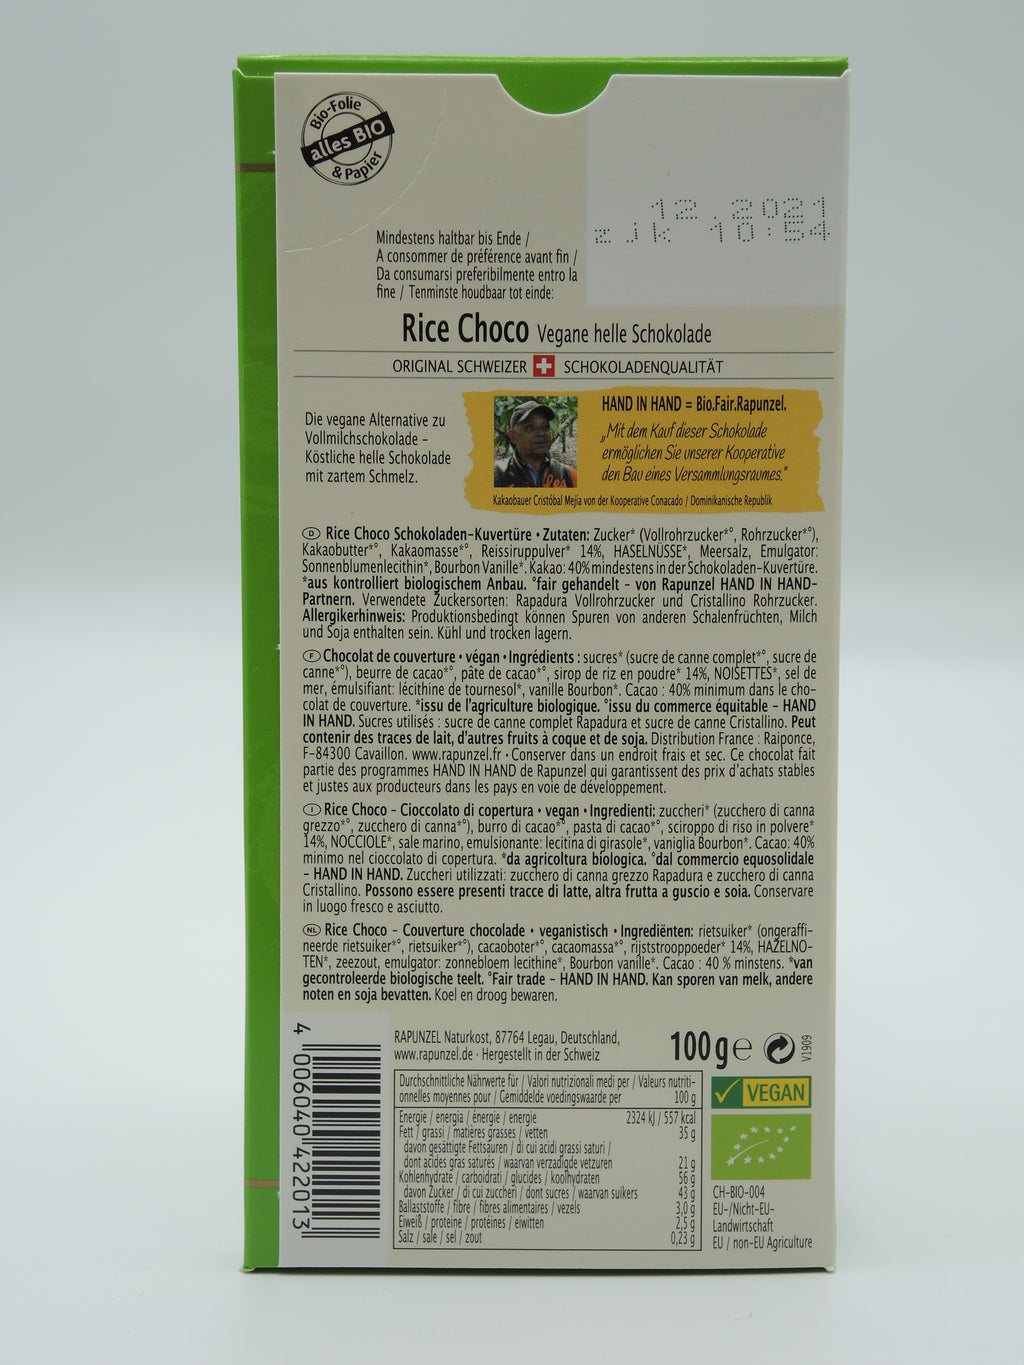 Bio-Folie
alles BIO
& Papier
12.2021
zjk 10:54
Mindestens haltbar bis Ende /
A consommer de préférence avant fin /
Da consumarsi preferibilmente entro la
fine / Tenminste houdbaar tot einde:
Rice Choco Vegane helle Schokolade
ORIGINAL SCHWEIZER SCHOKOLADENQUALITÄT
Die vegane Alternative zu
Vollmilchschokolade –
Köstliche helle Schokolade
mit zartem Schmelz.
HAND IN HAND = Bio.Fair.Rapunzel.
„Mit dem Kauf dieser Schokolade
ermöglichen Sie unserer Kooperative
den Bau eines Versammlungsraumes."
Kakaobauer Cristóbal Mejía von der Kooperative Conacado / Dominikanische Republik
D Rice Choco Schokoladen-Kuvertüre • Zutaten: Zucker* (Vollrohrzucker*°, Rohrzucker*°),
Kakaobutter*°, Kakaomasse*°, Reissiruppulver* 14%, HASELNÜSSE*, Meersalz, Emulgator:
Sonnenblumenlecithin*, Bourbon Vanille*. Kakao: 40% mindestens in der Schokoladen-Kuvertüre.
*aus kontrolliert biologischem Anbau. °fair gehandelt – von Rapunzel HAND IN HAND-
Partnern. Verwendete Zuckersorten: Rapadura Vollrohrzucker und Cristallino Rohrzucker.
Allergikerhinweis: Produktionsbedingt können Spuren von anderen Schalenfrüchten, Milch
und Soja enthalten sein. Kühl und trocken lagern.
F Chocolat de couverture • végan • Ingrédients : sucres* (sucre de canne complet*°, sucre de
canne*°), beurre de cacao*°, pâte de cacao*°, sirop de riz en poudre* 14%, NOISETTES*, sel de
mer, émulsifiant: lécithine de tournesol*, vanille Bourbon*. Cacao : 40% minimum dans le cho-
colat de couverture. *issu de l'agriculture biologique. °issu du commerce équitable – HAND
IN HAND. Sucres utilisés : sucre de canne complet Rapadura et sucre de canne Cristallino. Peut
contenir des traces de lait, d'autres fruits à coque et de soja. Distribution France : Raiponce,
F-84300 Cavaillon. www.rapunzel.fr • Conserver dans un endroit frais et sec. Ce chocolat fait
partie des programmes HAND IN HAND de Rapunzel qui garantissent des prix d'achats stables
et justes aux producteurs dans les pays en voie de développement.
I Rice Choco – Cioccolato di copertura • vegan • Ingredienti: zuccheri* (zucchero di canna
grezzo*°, zucchero di canna*°), burro di cacao*°, pasta di cacao*°, sciroppo di riso in polvere*
14%, NOCCIOLE*, sale marino, emulsionante: lecitina di girasole*, vaniglia Bourbon*. Cacao: 40%
minimo nel cioccolato di copertura. *da agricoltura biologica. °dal commercio equosolidale
– HAND IN HAND. Zuccheri utilizzati: zucchero di canna grezzo Rapadura e zucchero di canna
Cristallino. Possono essere presenti tracce di latte, altra frutta a guscio e soia. Conservare
in luogo fresco e asciutto.
NL Rice Choco – Couverture chocolade • veganistisch • Ingrediënten: rietsuiker* (ongeraffi-
neerde rietsuiker*°, rietsuiker*°), cacaoboter*°, cacaomassa*°, rijststrooppoeder* 14%, HAZELNO-
TEN*, zeezout, emulgator: zonnebloem lecithine*, Bourbon vanille*. Cacao : 40 % minstens. *van
gecontroleerde biologische teelt. °Fair trade – HAND IN HAND. Kan sporen van melk, andere
noten en soja bevatten. Koel en droog bewaren.
4 006040 422013
RAPUNZEL Naturkost, 87764 Legau, Deutschland,
www.rapunzel.de · Hergestellt in der Schweiz
100 g e
V1909
Durchschnittliche Nährwerte für / Valori nutrizionali medi per / Valeurs nutriti-
onnelles moyennes pour / Gemiddelde voedingswaarde per 100 g
Energie / energia / énergie / energie 2324 kJ / 557 kcal
Fett / grassi / matières grasses / vetten 35 g
davon gesättigte Fettsäuren / di cui acidi grassi saturi /
dont acides gras saturés / waarvan verzadigde vetzuren 21 g
Kohlenhydrate / carboidrati / glucides / koolhydraten 56 g
davon Zucker / di cui zuccheri / dont sucres / waarvan suikers 43 g
Ballaststoffe / fibre / fibres alimentaires / vezels 3,0 g
Eiweiß / proteine / protéines / eiwitten 2,5 g
Salz / sale / sel / zout 0,23 g
VEGAN
CH-BIO-004
EU-/Nicht-EU-
Landwirtschaft
EU / non-EU Agriculture